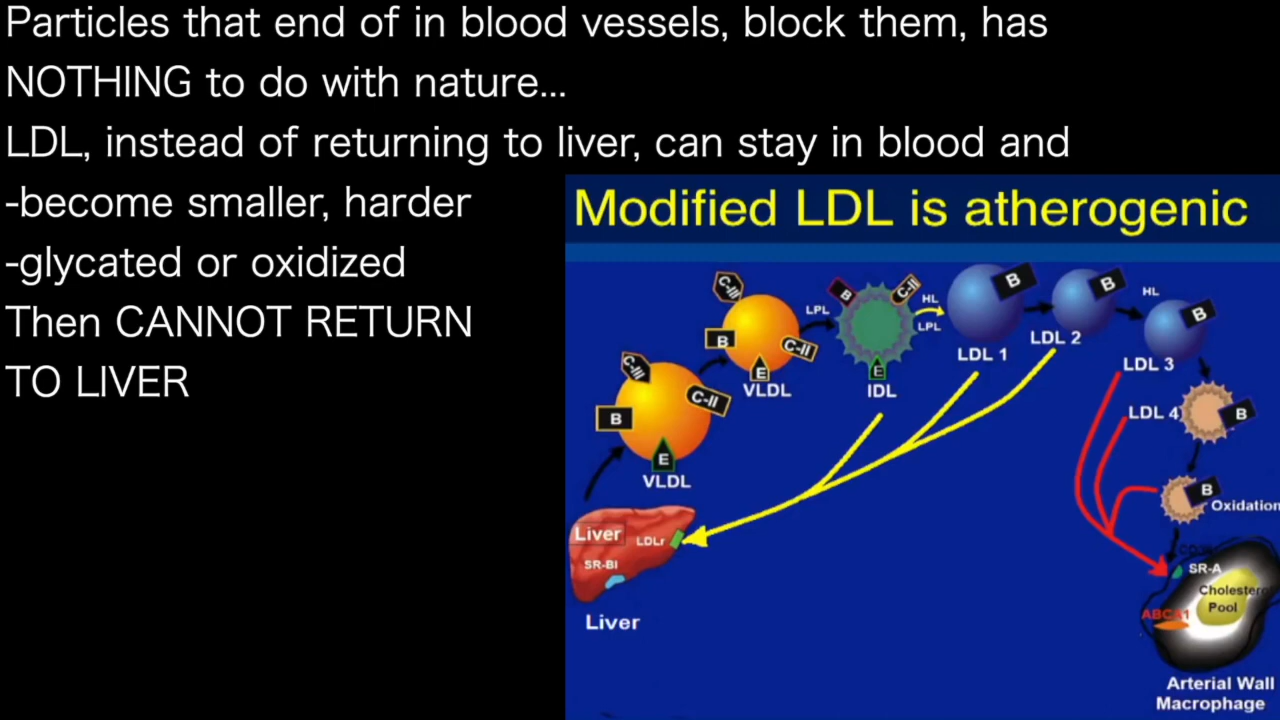 Particles that end of in blood vessels, block them, has
NOTHING to do with nature...
LDL, instead of returning to liver, can stay in blood and
-become smaller, harder
-glycated or oxidized
Then CANNOT RETURN
TO LIVER
Modified LDL is atherogenic
C-III
B
C-II
E
VLDL
C-III
B
C-II
E
VLDL
LPL
B
C-II
E
IDL
HL
LPL
B
LDL 1
B
LDL 2
HL
B
LDL 3
LDL 4
B
B
Oxidation
Liver
LDLr
SR-BI
Liver
SR-A
Cholester
Pool
ABCA1
Arterial Wall
Macrophage